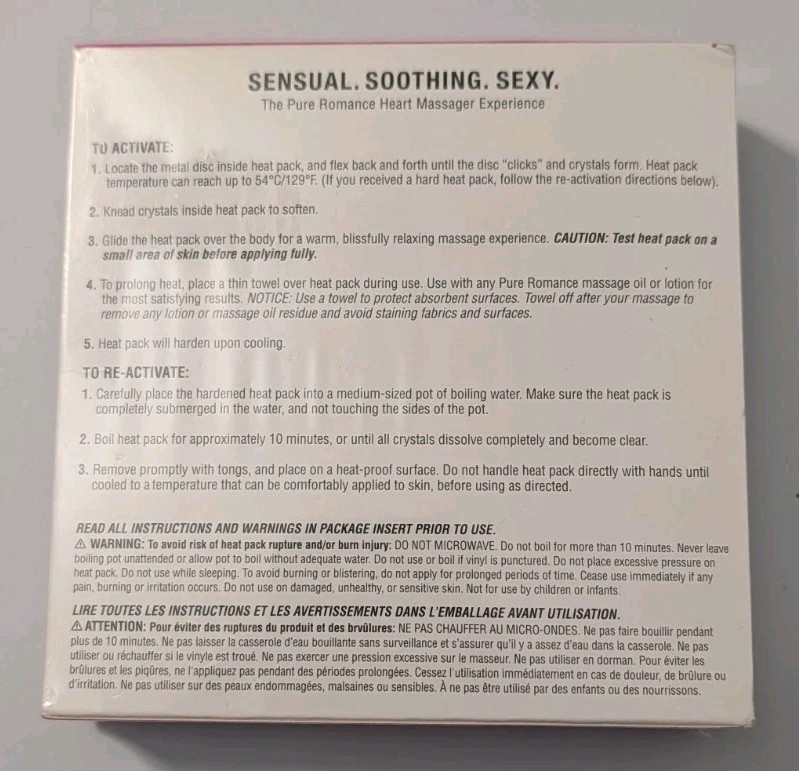 SENSUAL. SOOTHING. SEXY.
The Pure Romance Heart Massager Experience
TO ACTIVATE:
1. Locate the metal disc inside heat pack, and flex back and forth until the disc "clicks" and crystals form. Heat pack
temperature can reach up to 54°C/129°F. (If you received a hard heat pack, follow the re-activation directions below).
2. Knead crystals inside heat pack to soften.
3. Glide the heat pack over the body for a warm, blissfully relaxing massage experience. CAUTION: Test heat pack on a
small area of skin before applying fully.
4. To prolong heat, place a thin towel over heat pack during use. Use with any Pure Romance massage oil or lotion for
the most satisfying results. NOTICE: Use a towel to protect absorbent surfaces. Towel off after your massage to
remove any lotion or massage oil residue and avoid staining fabrics and surfaces.
5. Heat pack will harden upon cooling.
TO RE-ACTIVATE:
1. Carefully place the hardened heat pack into a medium-sized pot of boiling water. Make sure the heat pack is
completely submerged in the water, and not touching the sides of the pot.
2. Boil heat pack for approximately 10 minutes, or until all crystals dissolve completely and become clear.
3. Remove promptly with tongs, and place on a heat-proof surface. Do not handle heat pack directly with hands until
cooled to a temperature that can be comfortably applied to skin, before using as directed.
READ ALL INSTRUCTIONS AND WARNINGS IN PACKAGE INSERT PRIOR TO USE.
⚠ WARNING: To avoid risk of heat pack rupture and/or burn injury: DO NOT MICROWAVE. Do not boil for more than 10 minutes. Never leave
boiling pot unattended or allow pot to boil without adequate water. Do not use or boil if vinyl is punctured. Do not place excessive pressure on
heat pack. Do not use while sleeping. To avoid burning or blistering, do not apply for prolonged periods of time. Cease use immediately if any
pain, burning or irritation occurs. Do not use on damaged, unhealthy, or sensitive skin. Not for use by children or infants.
LIRE TOUTES LES INSTRUCTIONS ET LES AVERTISSEMENTS DANS L'EMBALLAGE AVANT UTILISATION.
⚠ ATTENTION: Pour éviter des ruptures du produit et des brvûlures: NE PAS CHAUFFER AU MICRO-ONDES. Ne pas faire bouillir pendant
plus de 10 minutes. Ne pas laisser la casserole d'eau bouillante sans surveillance et s'assurer qu'il y a assez d'eau dans la casserole. Ne pas
utiliser ou réchauffer si le vinyle est troué. Ne pas exercer une pression excessive sur le masseur. Ne pas utiliser en dorman. Pour éviter les
brûlures et les piqûres, ne l'appliquez pas pendant des périodes prolongées. Cessez l'utilisation immédiatement en cas de douleur, de brûlure ou
d'irritation. Ne pas utiliser sur des peaux endommagées, malsaines ou sensibles. À ne pas être utilisé par des enfants ou des nourrissons.